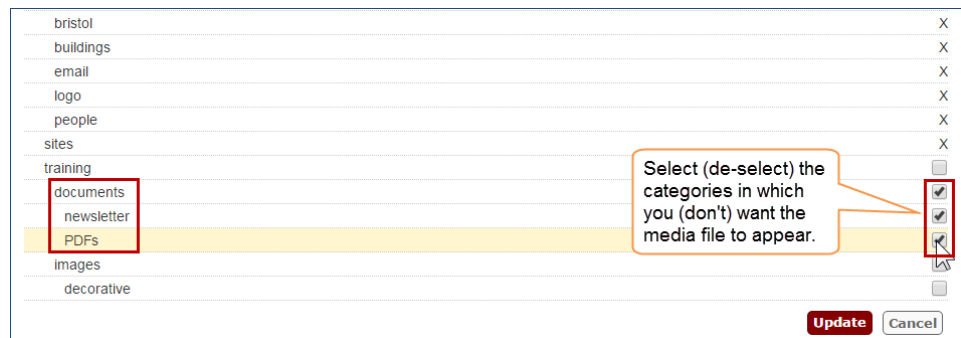 bristol X
buildings X
email X
logo X
people X
sites X
training
documents
newsletter
PDFs
images
decorative
Select (de-select) the
categories in which
you (don't) want the
media file to appear.
Update Cancel